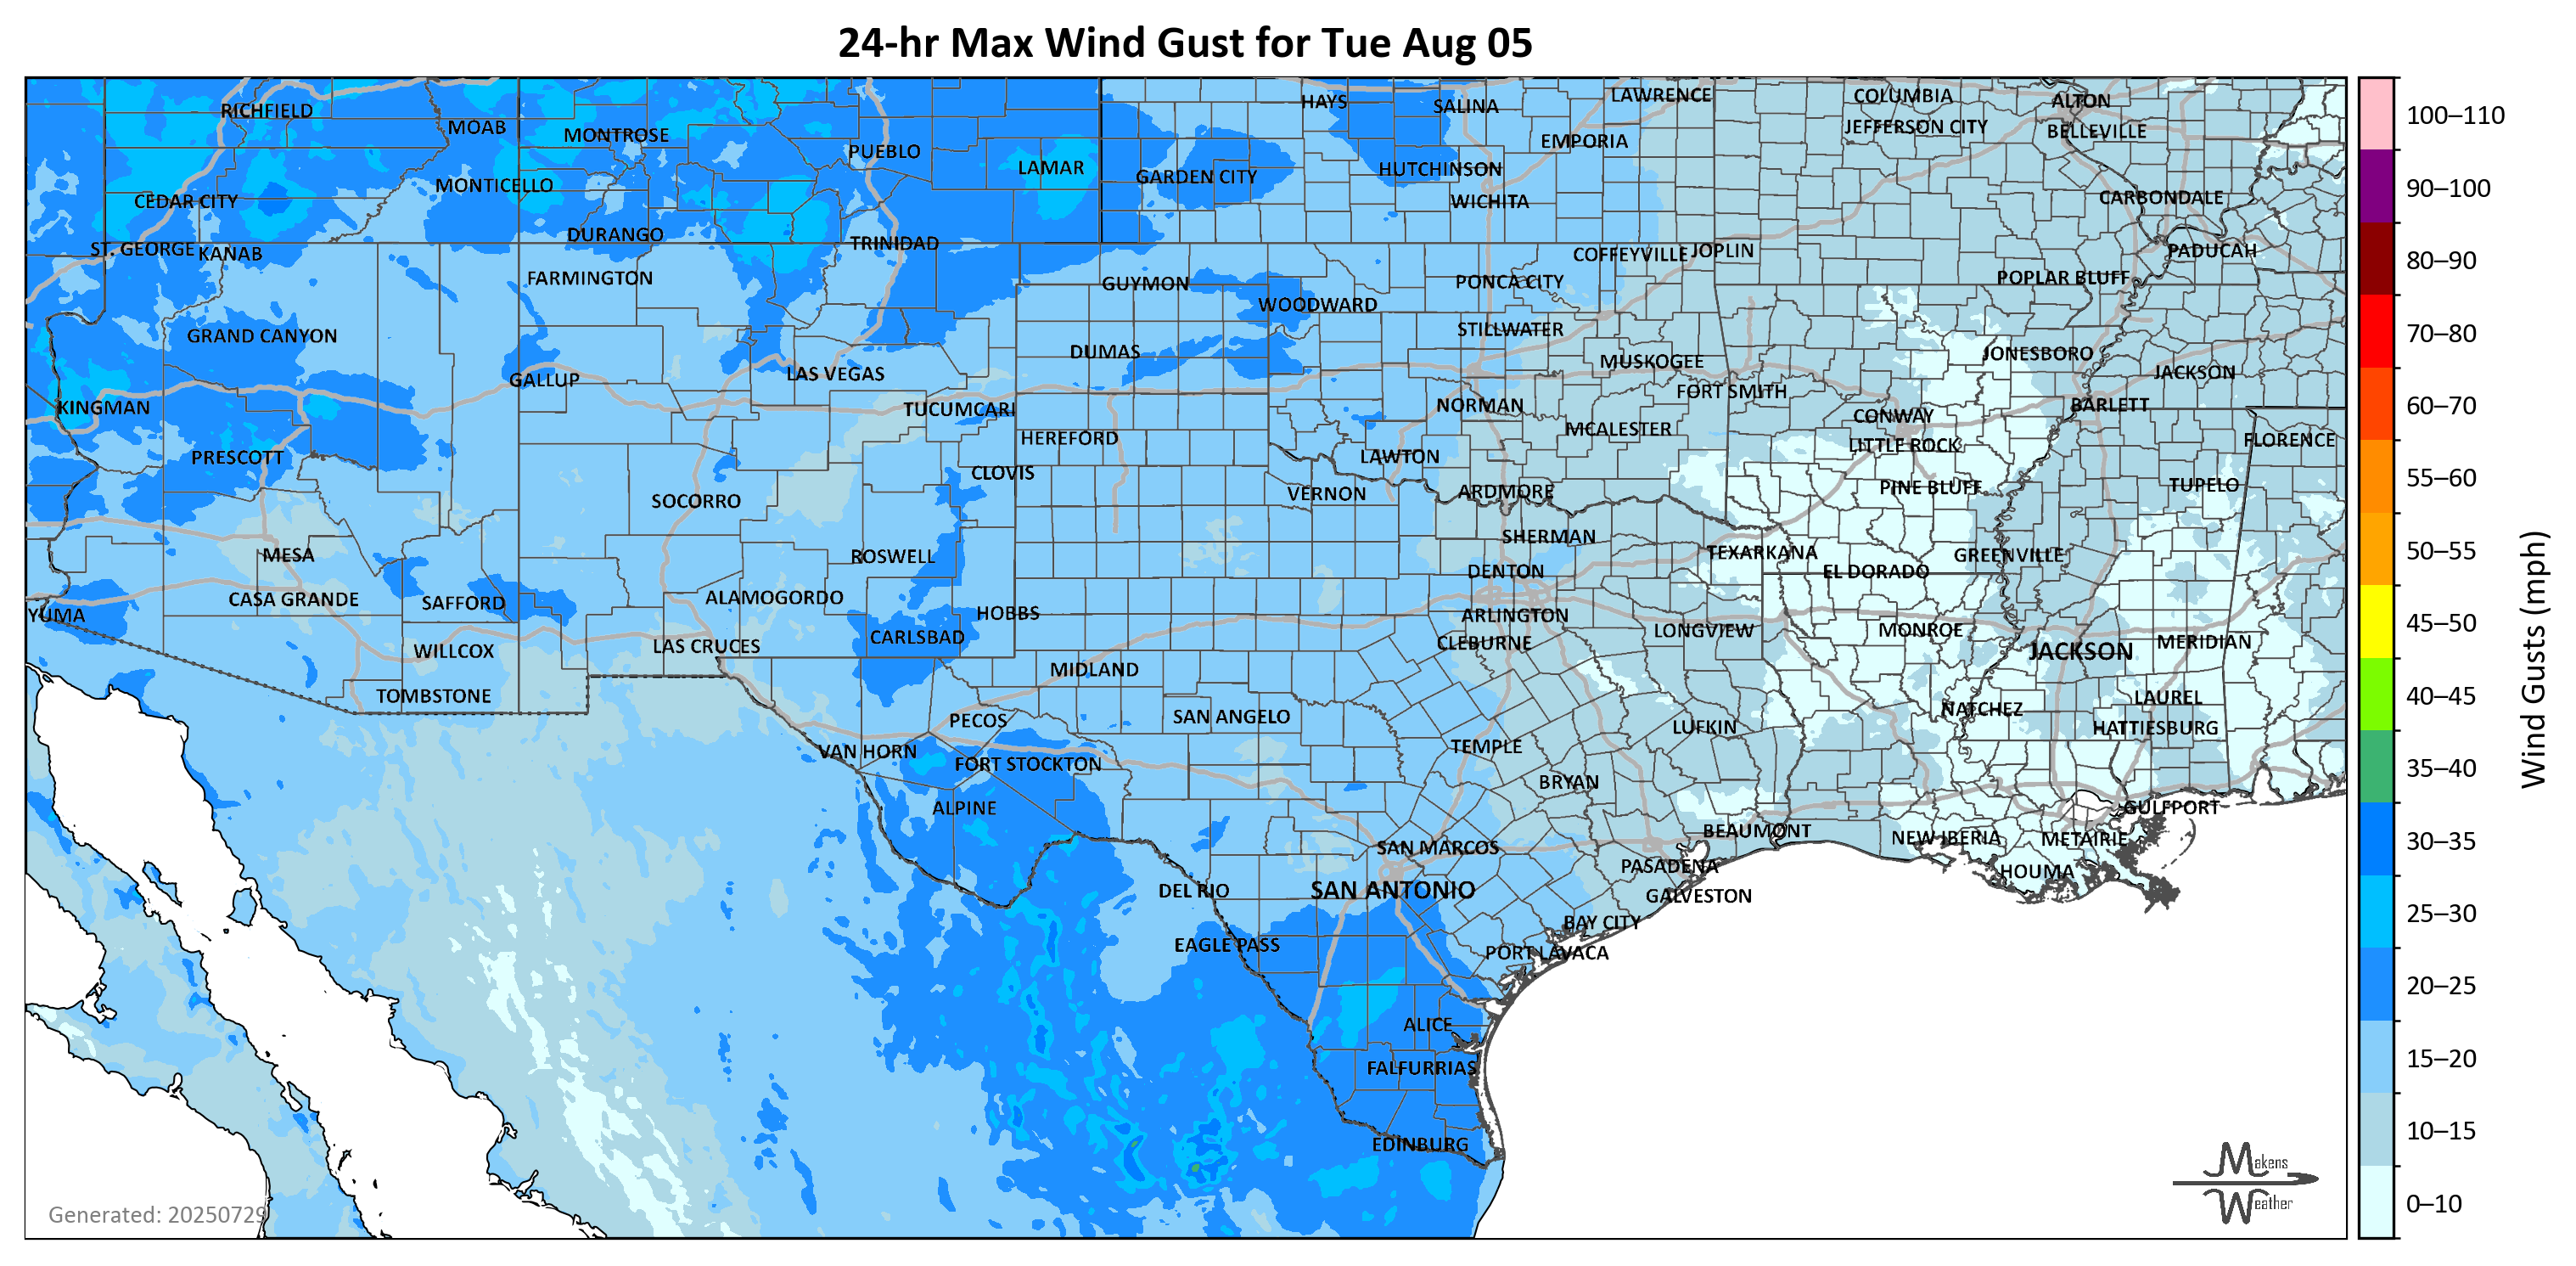 24-hr Max Wind Gust for Tue Aug 05
RICHFIELD
MOAB
MONTROSE
PUEBLO
LAMAR
HAYS
SALINA
LAWRENCE
COLUMBIA
ALTON
JEFFERSON CITY
BELLEVILLE
EMPORIA
HUTCHINSON
GARDEN CITY
MONTICELLO
CEDAR CITY
WICHITA
CARBONDALE
DURANGO
TRINIDAD
ST. GEORGE
KANAB
COFFEYVILLE
JOPLIN
PADUCAH
FARMINGTON
GUYMON
PONCA CITY
POPLAR BLUFF
WOODWARD
GRAND CANYON
STILLWATER
DUMAS
MUSKOGEE
JONESBORO
GALLUP
LAS VEGAS
FORT SMITH
JACKSON
KINGMAN
TUCUMCARI
NORMAN
CONWAY
BARLETT
HEREFORD
MCALESTER
LITTLE ROCK
FLORENCE
PRESCOTT
CLOVIS
LAWTON
SOCORRO
VERNON
ARDMORE
PINE BLUFF
TUPELO
MESA
ROSWELL
SHERMAN
TEXARKANA
GREENVILLE
DENTON
EL DORADO
CASA GRANDE
SAFFORD
ALAMOGORDO
HOBBS
ARLINGTON
YUMA
CARLSBAD
CLEBURNE
LONGVIEW
MONROE
JACKSON
MERIDIAN
WILLCOX
LAS CRUCES
MIDLAND
TOMBSTONE
LAUREL
PECOS
SAN ANGELO
NATCHEZ
HATTIESBURG
LUFKIN
VAN HORN
FORT STOCKTON
TEMPLE
BRYAN
ALPINE
GULFPORT
BEAUMONT
NEW IBERIA
METAIRIE
SAN MARCOS
PASADENA
HOUMA
DEL RIO
SAN ANTONIO
GALVESTON
BAY CITY
EAGLE PASS
PORT LAVACA
ALICE
FALFURRIAS
EDINBURG
Generated: 20250729
Makens
Weather
100–110
90–100
80–90
70–80
60–70
55–60
50–55
45–50
40–45
35–40
30–35
25–30
20–25
15–20
10–15
0–10
Wind Gusts (mph)